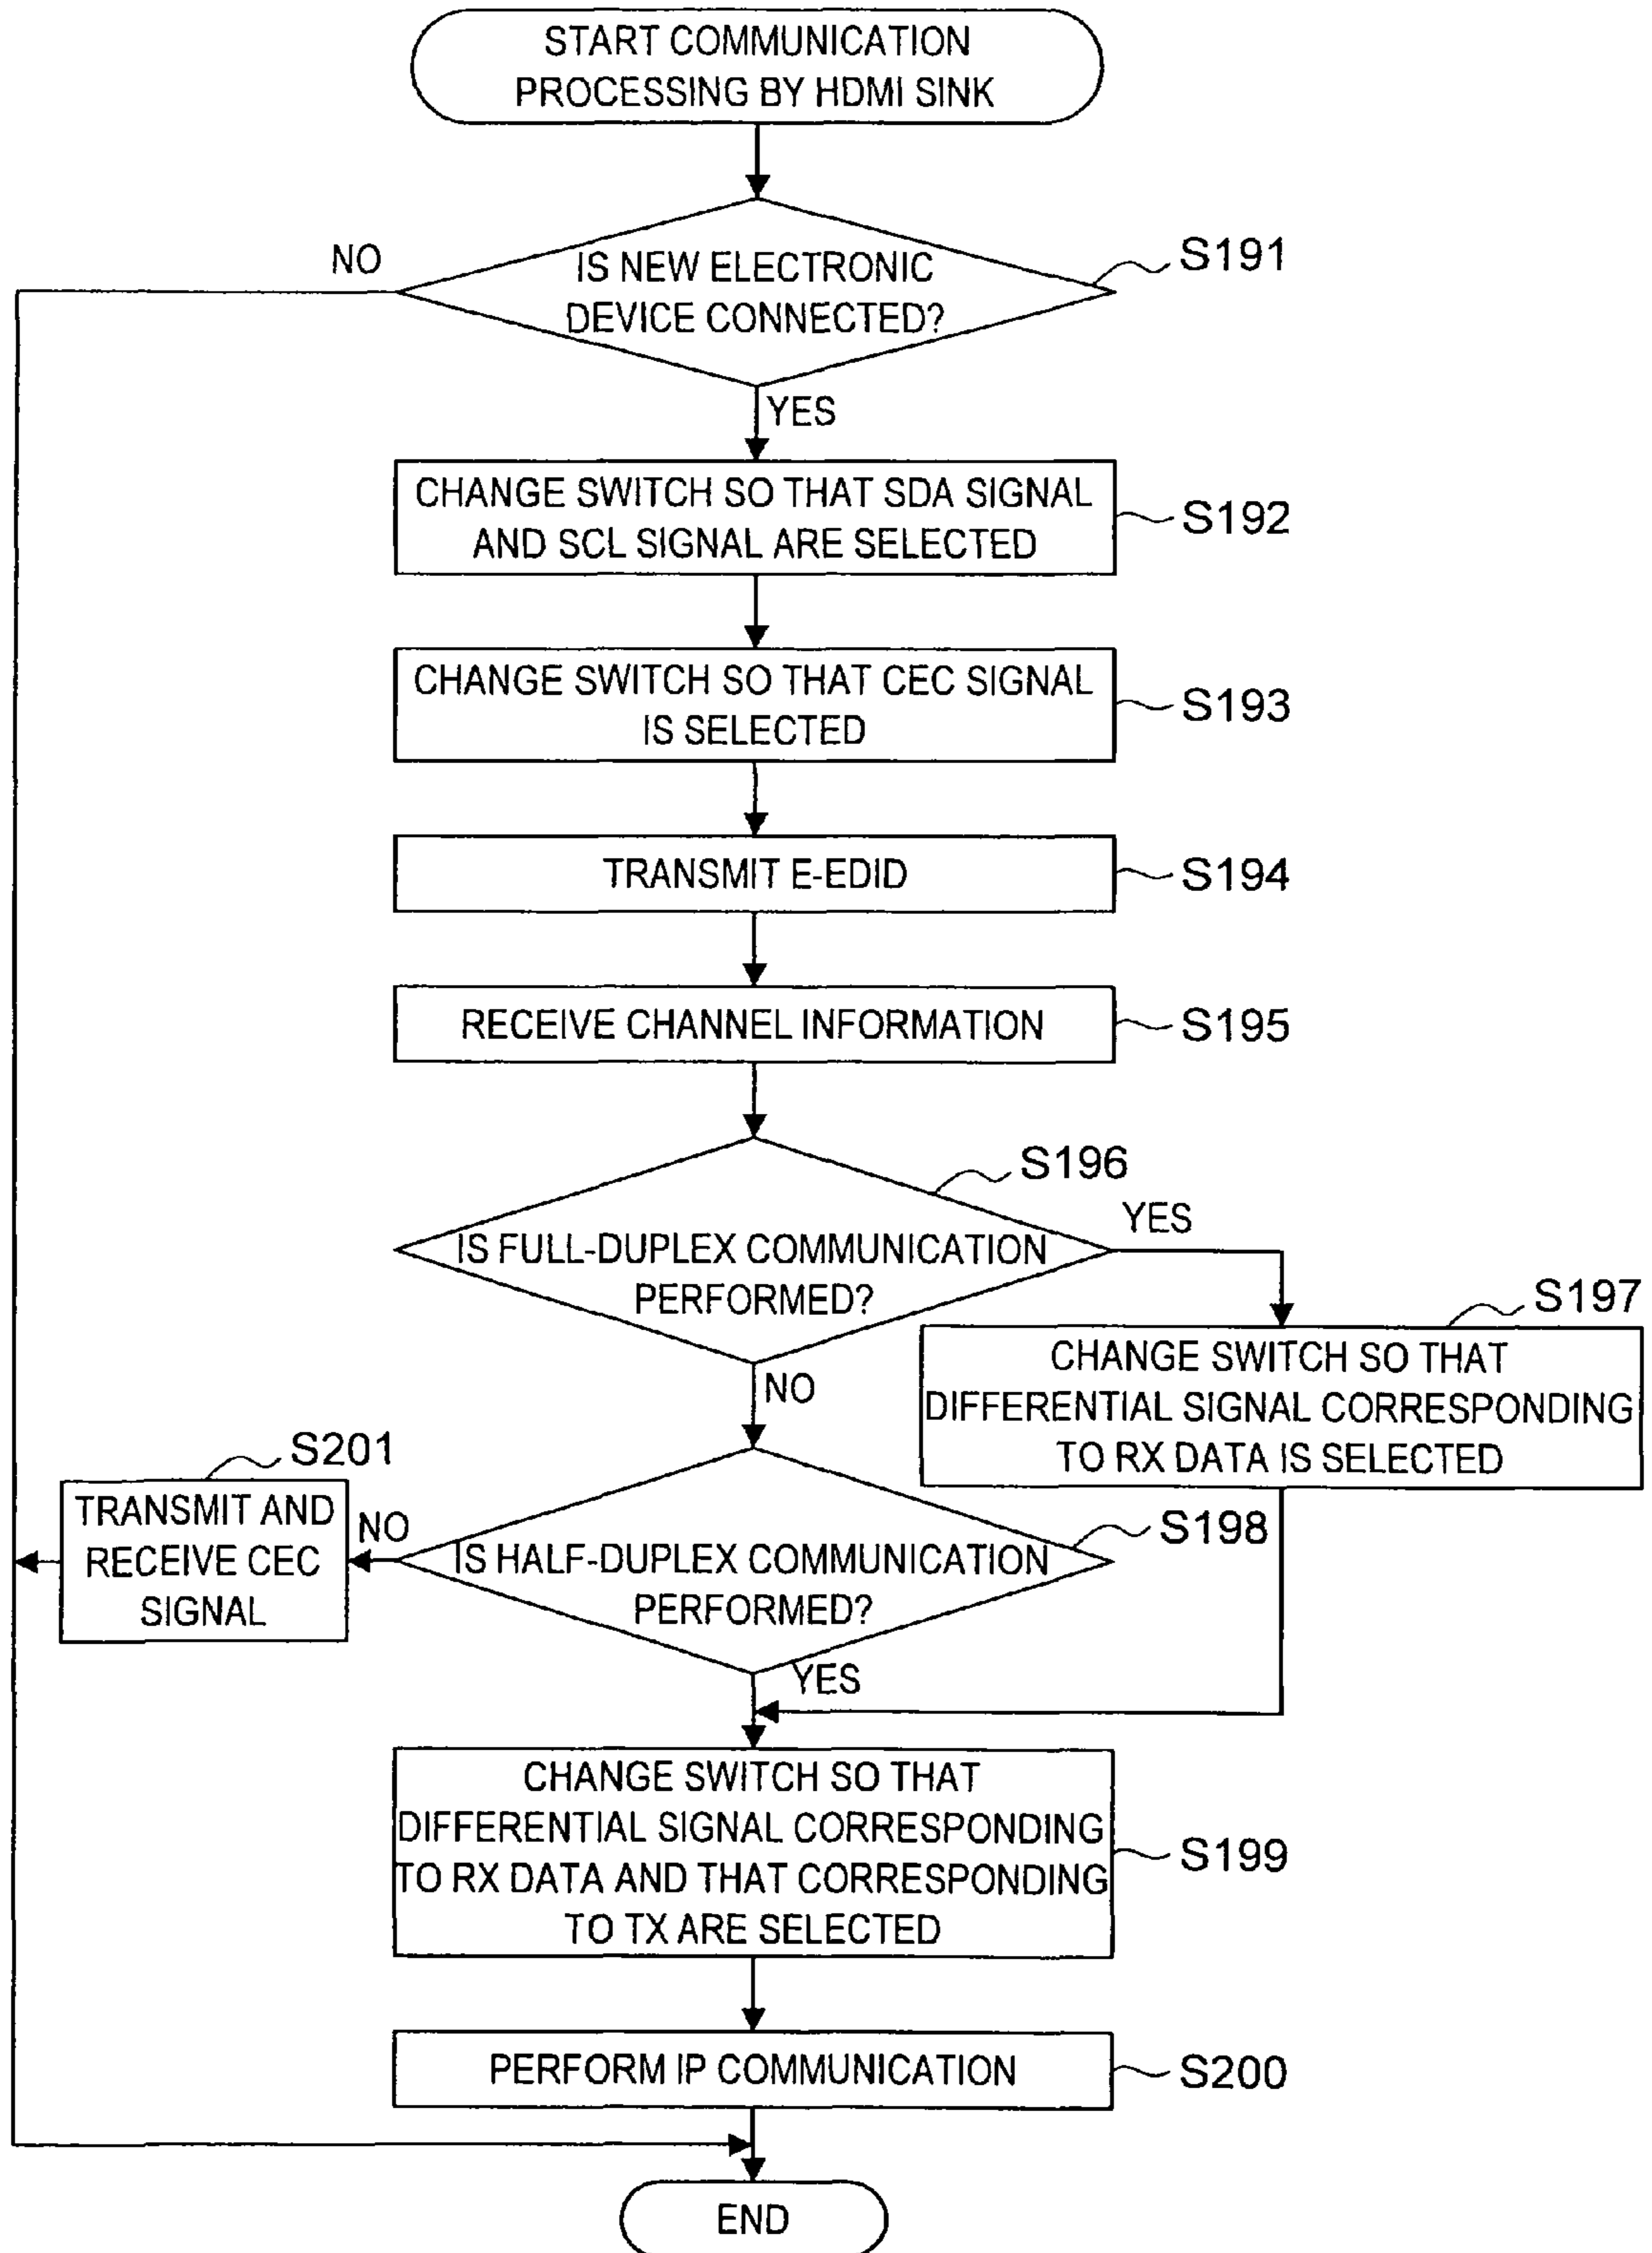 START COMMUNICATION
PROCESSING BY HDMI SINK
NO
IS NEW ELECTRONIC
DEVICE CONNECTED?
S191
YES
CHANGE SWITCH SO THAT SDA SIGNAL
AND SCL SIGNAL ARE SELECTED
S192
CHANGE SWITCH SO THAT CEC SIGNAL
IS SELECTED
S193
TRANSMIT E-EDID
S194
RECEIVE CHANNEL INFORMATION
S195
S196
IS FULL-DUPLEX COMMUNICATION
PERFORMED?
YES
S197
CHANGE SWITCH SO THAT
DIFFERENTIAL SIGNAL CORRESPONDING
TO RX DATA IS SELECTED
NO
S201
TRANSMIT AND
RECEIVE CEC
SIGNAL
NO
IS HALF-DUPLEX COMMUNICATION
PERFORMED?
S198
YES
CHANGE SWITCH SO THAT
DIFFERENTIAL SIGNAL CORRESPONDING
TO RX DATA AND THAT CORRESPONDING
TO TX ARE SELECTED
S199
PERFORM IP COMMUNICATION
S200
END